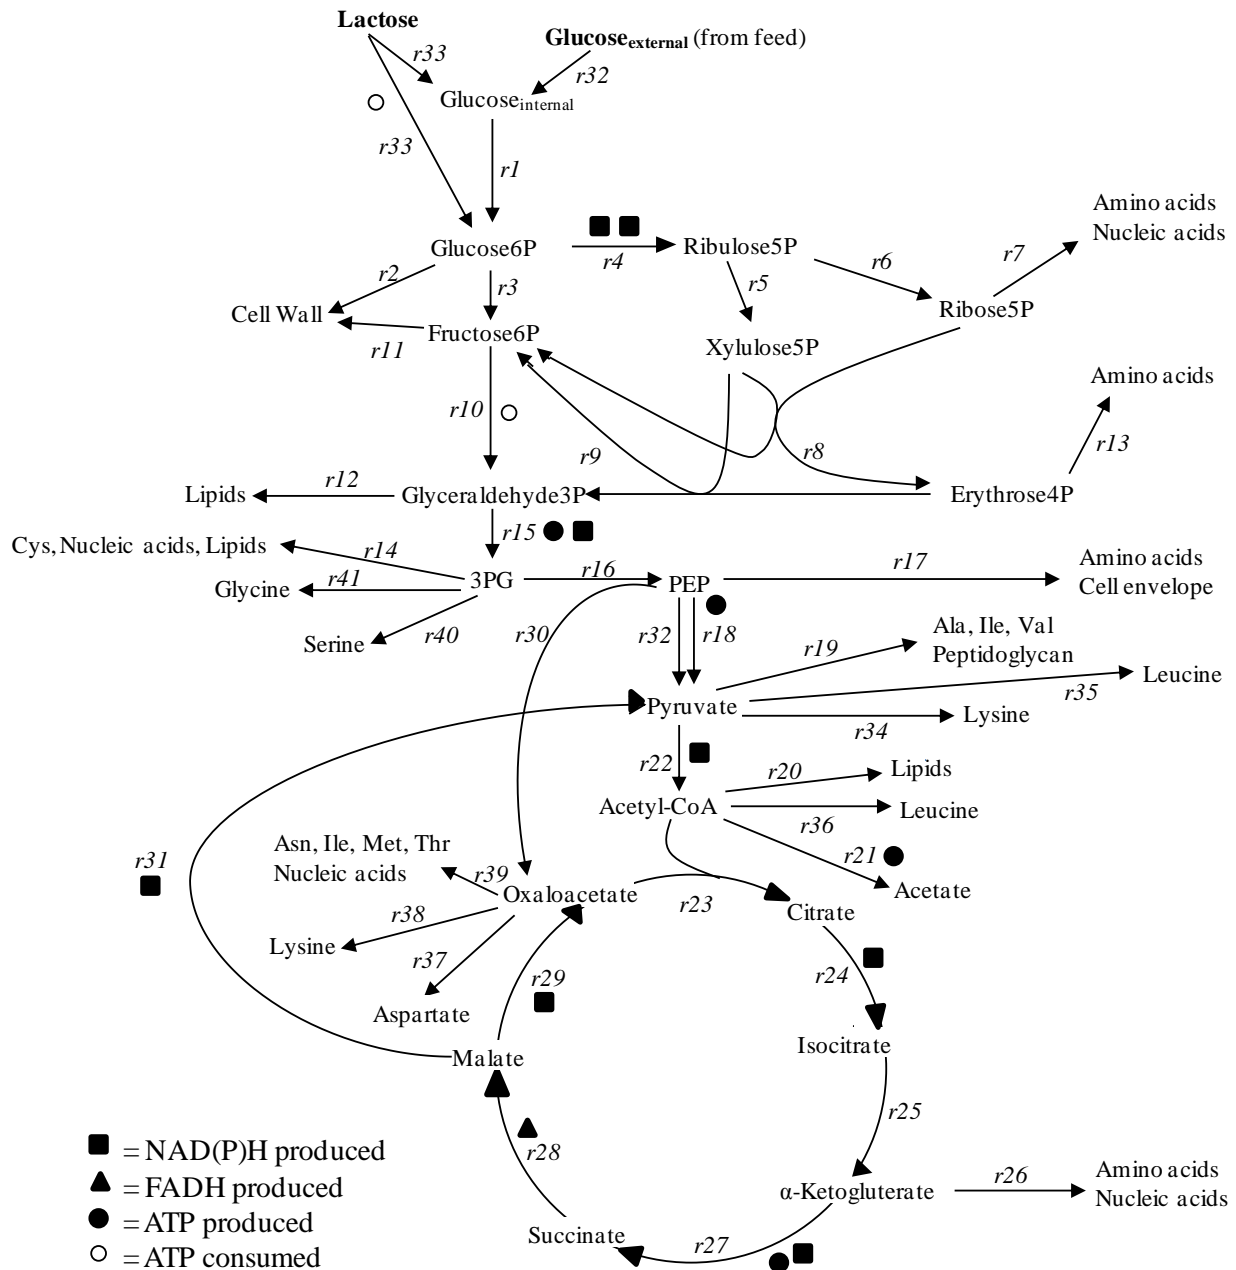 Lactose
r33
Glucose_external (from feed)
r32
Glucose_internal
r33
r1
Glucose6P
r4
Ribulose5P
r6
r7
Amino acids
Nucleic acids
r2
r3
r5
Ribose5P
Cell Wall
r11
Fructose6P
Xylulose5P
Amino acids
r10
r9
r8
r13
Lipids
r12
Glyceraldehyde3P
Erythrose4P
r15
Cys, Nucleic acids, Lipids
r14
Glycine
r41
3PG
r16
PEP
r17
Amino acids
Cell envelope
Serine
r40
r30
r32
r18
r19
Ala, Ile, Val
Peptidoglycan
r35
Leucine
Pyruvate
r34
Lysine
r22
r20
Lipids
Acetyl-CoA
r36
Leucine
r21
Acetate
r31
Asn, Ile, Met, Thr
Nucleic acids
r39
Oxaloacetate
r23
Citrate
r38
Lysine
r37
r29
r24
Aspartate
Malate
Isocitrate
r25
r28
α-Ketogluterate
r26
Amino acids
Nucleic acids
Succinate
r27
= NAD(P)H produced
= FADH produced
= ATP produced
= ATP consumed